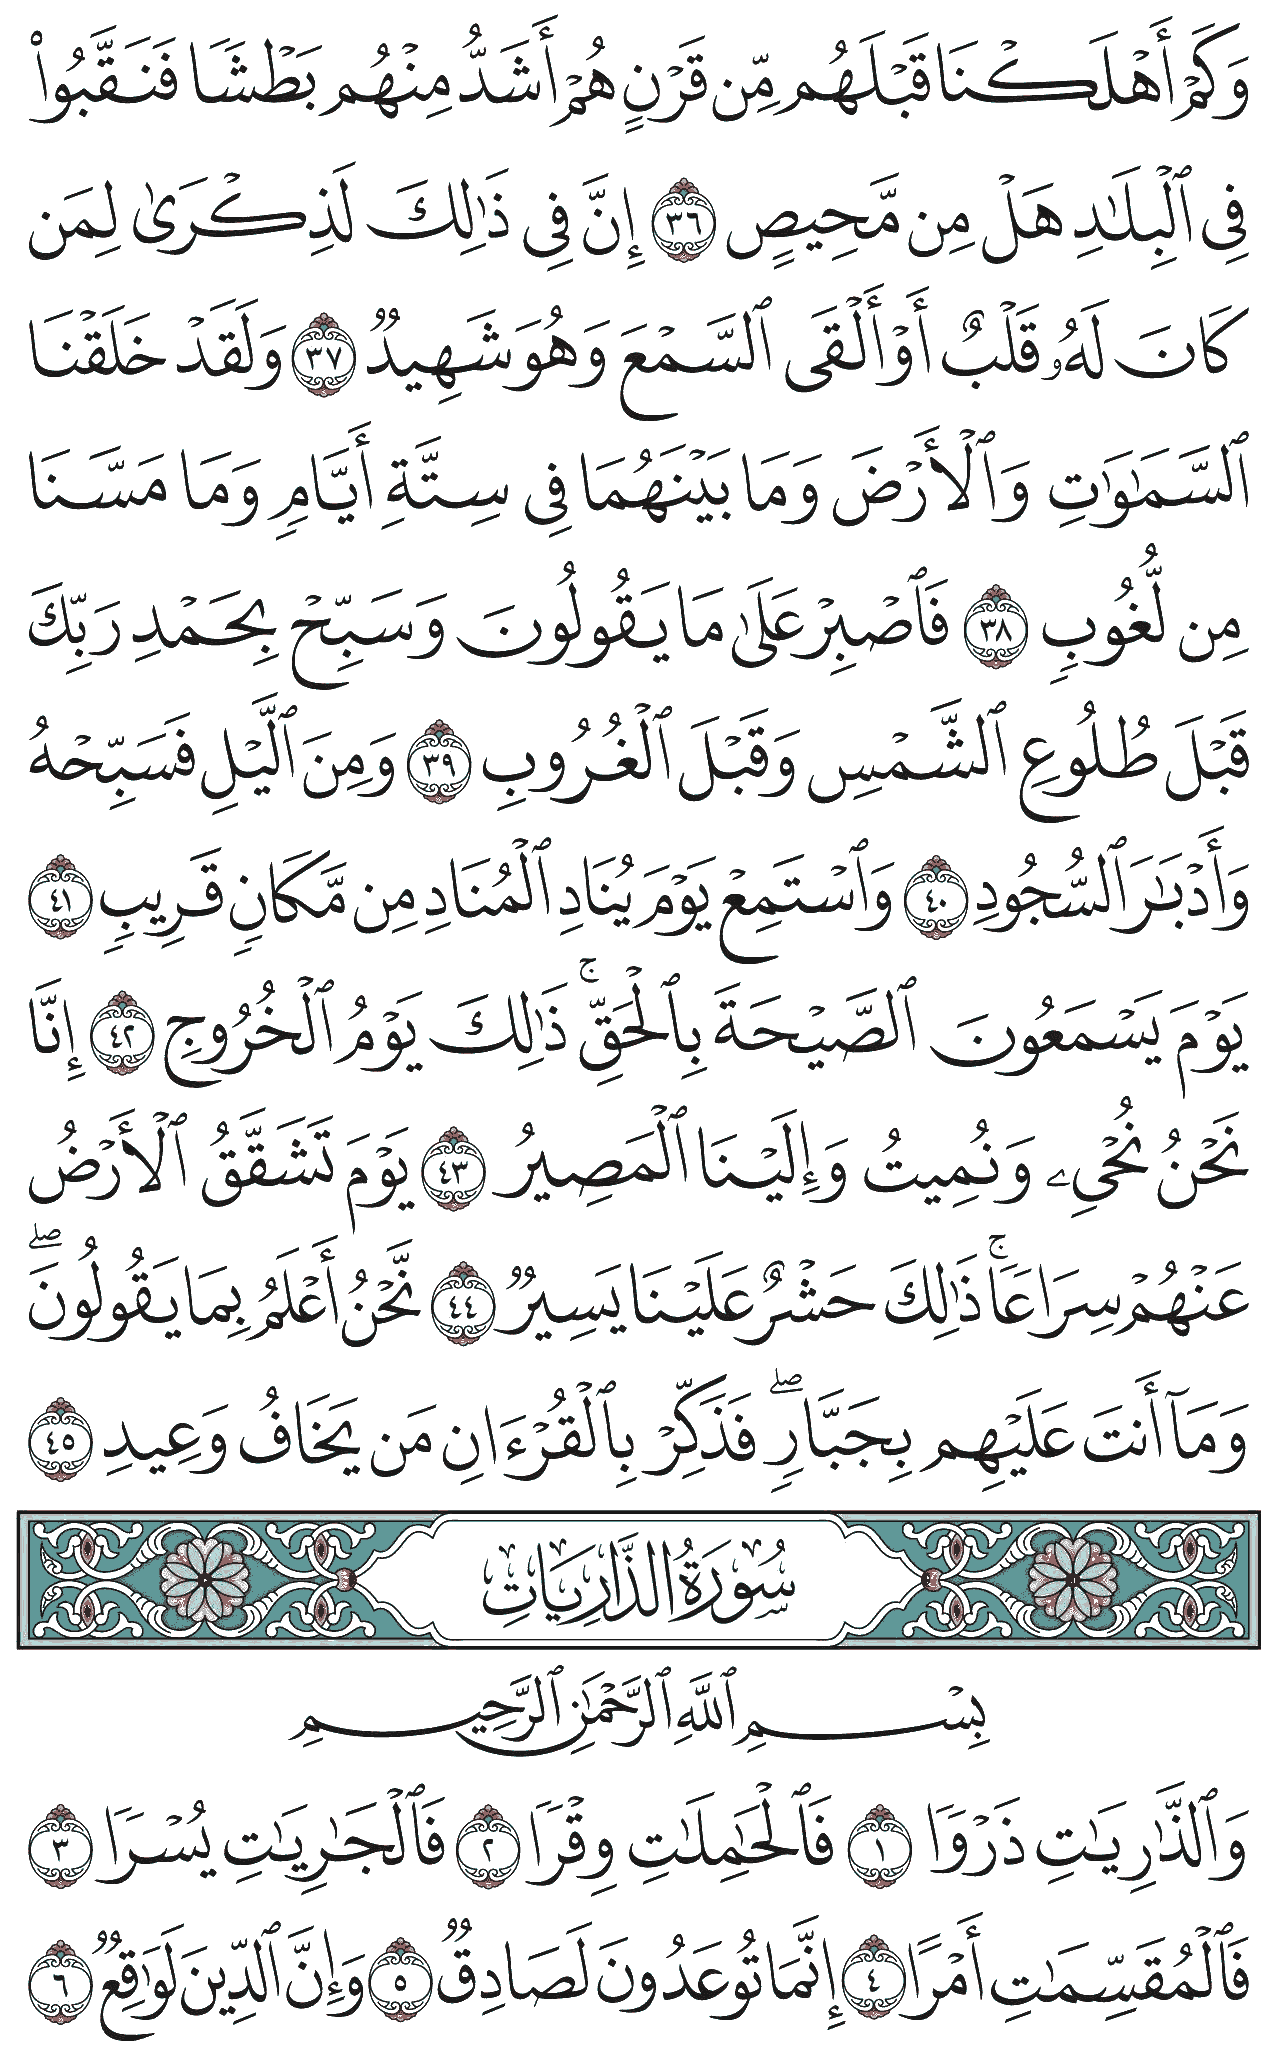 وَكَمْ أَهْلَكْنَا قَبْلَهُم مِّن قَرْنٍ هُمْ أَشَدُّ مِنْهُم بَطْشًا فَنَقَّبُوا۟
فِى ٱلْبِلَـٰدِ هَلْ مِن مَّحِيصٍ ٣٦ إِنَّ فِى ذَٰلِكَ لَذِكْرَىٰ لِمَن
كَانَ لَهُۥ قَلْبٌ أَوْ أَلْقَى ٱلسَّمْعَ وَهُوَ شَهِيدٌ ٣٧ وَلَقَدْ خَلَقْنَا
ٱلسَّمَـٰوَٰتِ وَٱلْأَرْضَ وَمَا بَيْنَهُمَا فِى سِتَّةِ أَيَّامٍ وَمَا مَسَّنَا
مِن لُّغُوبٍ ٣٨ فَٱصْبِرْ عَلَىٰ مَا يَقُولُونَ وَسَبِّحْ بِحَمْدِ رَبِّكَ
قَبْلَ طُلُوعِ ٱلشَّمْسِ وَقَبْلَ ٱلْغُرُوبِ ٣٩ وَمِنَ ٱلَّيْلِ فَسَبِّحْهُ
وَأَدْبَـٰرَ ٱلسُّجُودِ ٤٠ وَٱسْتَمِعْ يَوْمَ يُنَادِ ٱلْمُنَادِ مِن مَّكَانٍ قَرِيبٍ ٤١
يَوْمَ يَسْمَعُونَ ٱلصَّيْحَةَ بِٱلْحَقِّ ۚ ذَٰلِكَ يَوْمُ ٱلْخُرُوجِ ٤٢ إِنَّا
نَحْنُ نُحْىِۦ وَنُمِيتُ وَإِلَيْنَا ٱلْمَصِيرُ ٤٣ يَوْمَ تَشَقَّقُ ٱلْأَرْضُ
عَنْهُمْ سِرَاعًا ۚ ذَٰلِكَ حَشْرٌ عَلَيْنَا يَسِيرٌ ٤٤ نَّحْنُ أَعْلَمُ بِمَا يَقُولُونَ ۖ
وَمَآ أَنتَ عَلَيْهِم بِجَبَّارٍ ۖ فَذَكِّرْ بِٱلْقُرْءَانِ مَن يَخَافُ وَعِيدِ ٤٥
سُورَةُ الذَّارِيَاتِ
بِسْمِ ٱللَّهِ ٱلرَّحْمَـٰنِ ٱلرَّحِيمِ
وَٱلذَّٰرِيَـٰتِ ذَرْوًا ١ فَٱلْحَـٰمِلَـٰتِ وِقْرًا ٢ فَٱلْجَـٰرِيَـٰتِ يُسْرًا ٣
فَٱلْمُقَسِّمَـٰتِ أَمْرًا ٤ إِنَّمَا تُوعَدُونَ لَصَادِقٌ ٥ وَإِنَّ ٱلدِّينَ لَوَٰقِعٌ ٦